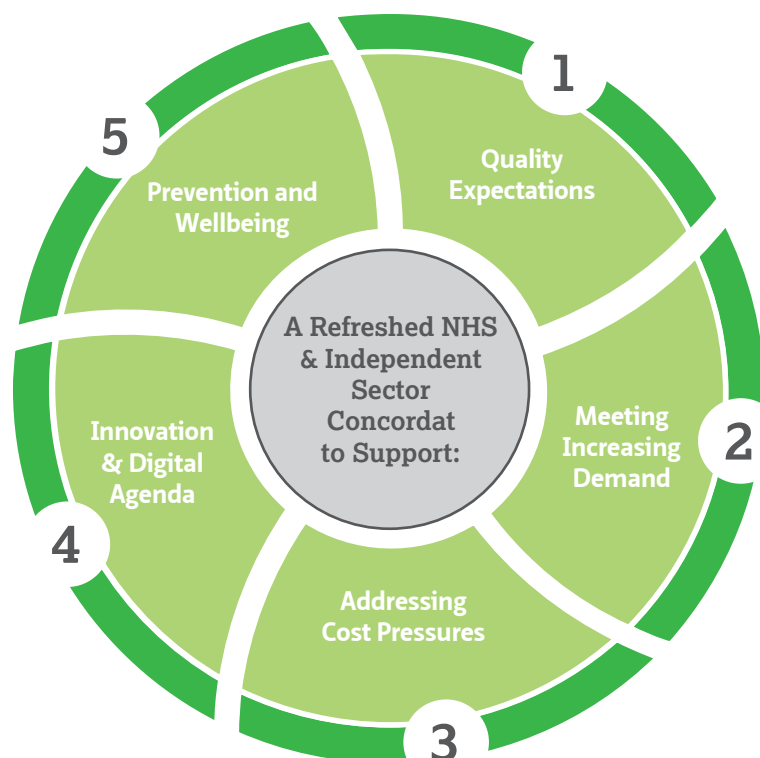 A Refreshed NHS
& Independent
Sector
Concordat
to Support:
1
Quality
Expectations
2
Meeting
Increasing
Demand
3
Addressing
Cost Pressures
4
Innovation
& Digital
Agenda
5
Prevention and
Wellbeing